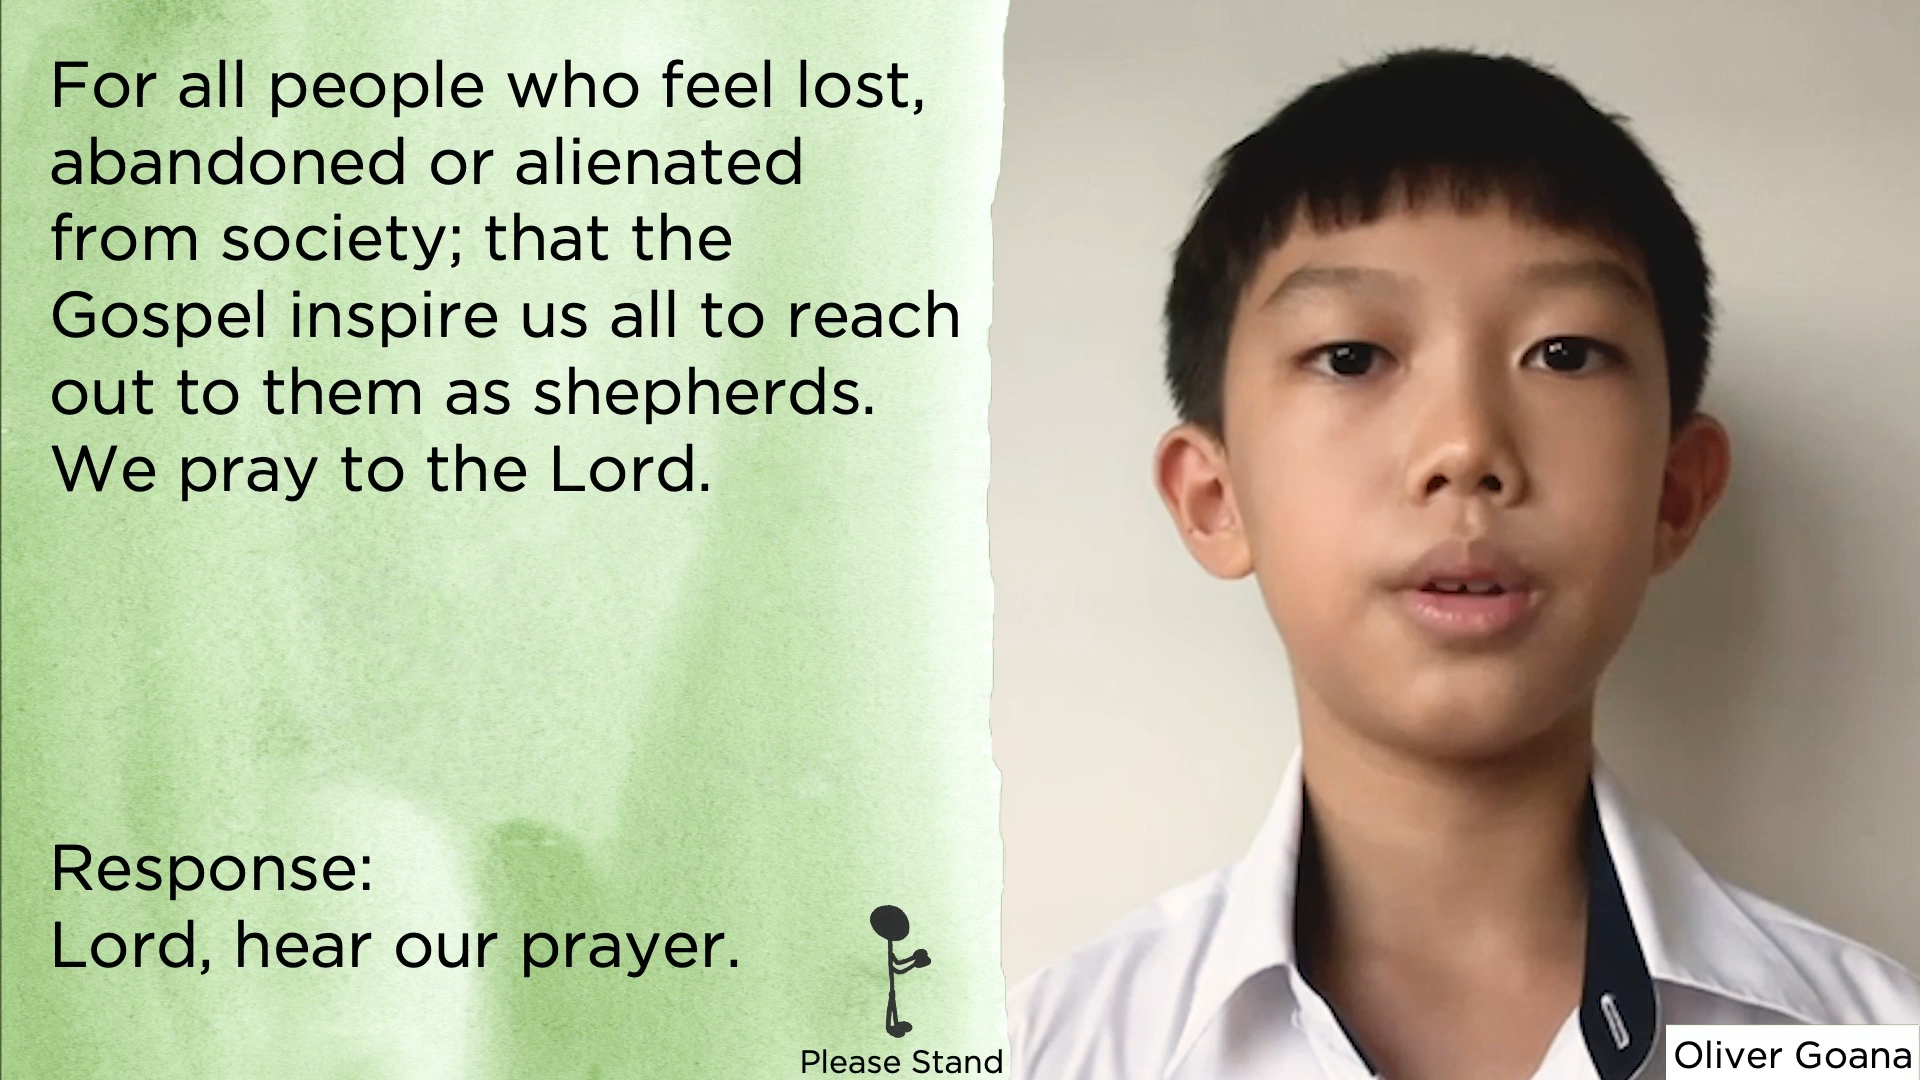 For all people who feel lost,
abandoned or alienated
from society; that the
Gospel inspire us all to reach
out to them as shepherds.
We pray to the Lord.
Response:
Lord, hear our prayer.
Please Stand
Oliver Goana